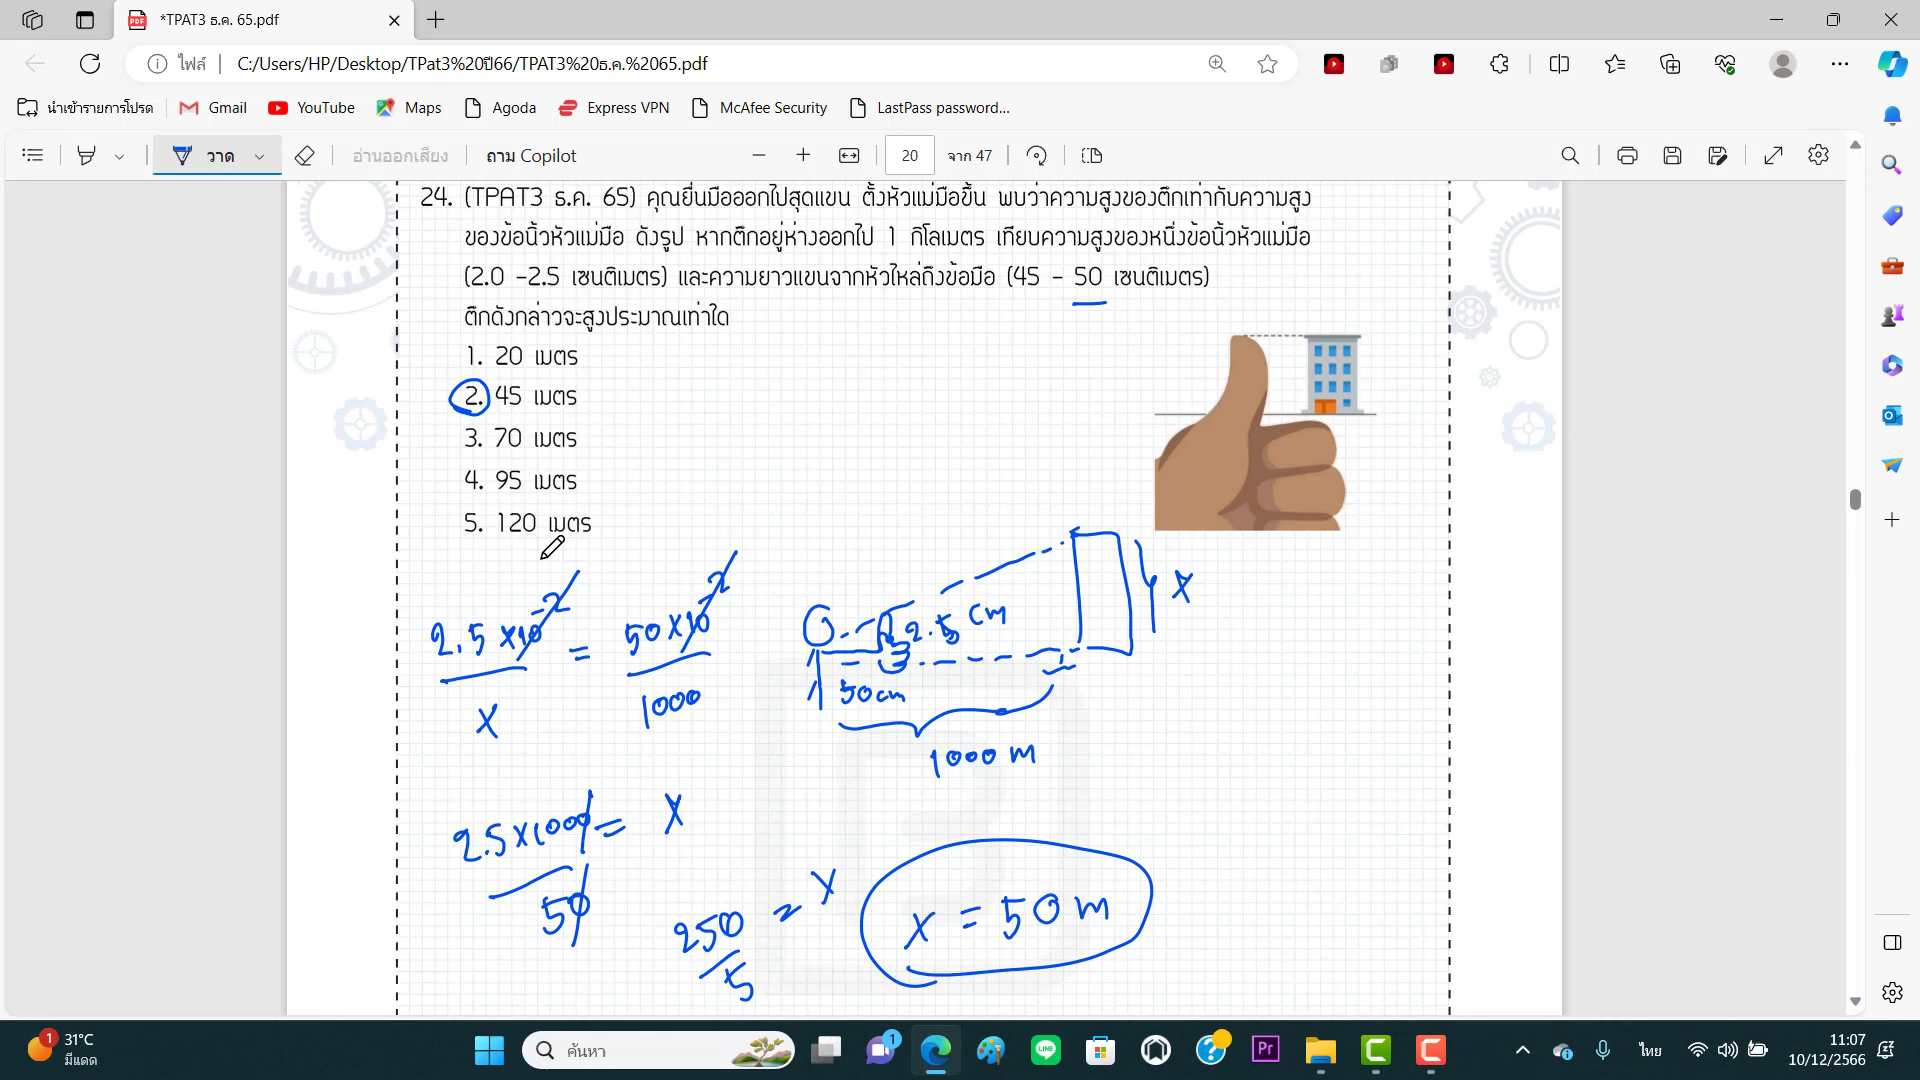 *TPAT3 ธ.ค. 65.pdf
ไฟล์ C:/Users/HP/Desktop/TPat3%20ปี66/TPAT3%20ธ.ค.%2065.pdf
นำเข้ารายการโปรด Gmail YouTube Maps Agoda Express VPN McAfee Security LastPass password...
วาด อ่านออกเสียง ถาม Copilot 20 จาก 47
24. (TPAT3 ธ.ค. 65) คุณยื่นมือออกไปสุดแขน ตั้งหัวแม่มือขึ้น พบว่าความสูงของตึกเท่ากับความสูง
ของข้อนิ้วหัวแม่มือ ดังรูป หากตึกอยู่ห่างออกไป 1 กิโลเมตร เทียบความสูงของหนึ่งข้อนิ้วหัวแม่มือ
(2.0 -2.5 เซนติเมตร) และความยาวแขนจากหัวไหล่ถึงข้อมือ (45 - 50 เซนติเมตร)
ตึกดังกล่าวจะสูงประมาณเท่าใด
1. 20 เมตร
2. 45 เมตร
3. 70 เมตร
4. 95 เมตร
5. 120 เมตร
2.5 x10-2 = 50 x10-2
x 1000
2.5 cm
x
50 cm
1000 m
2.5 x 1000 = x
50
250 = x
5
x = 50 m
31°C
มีแดด
ค้นหา
ไทย
11:07
10/12/2566